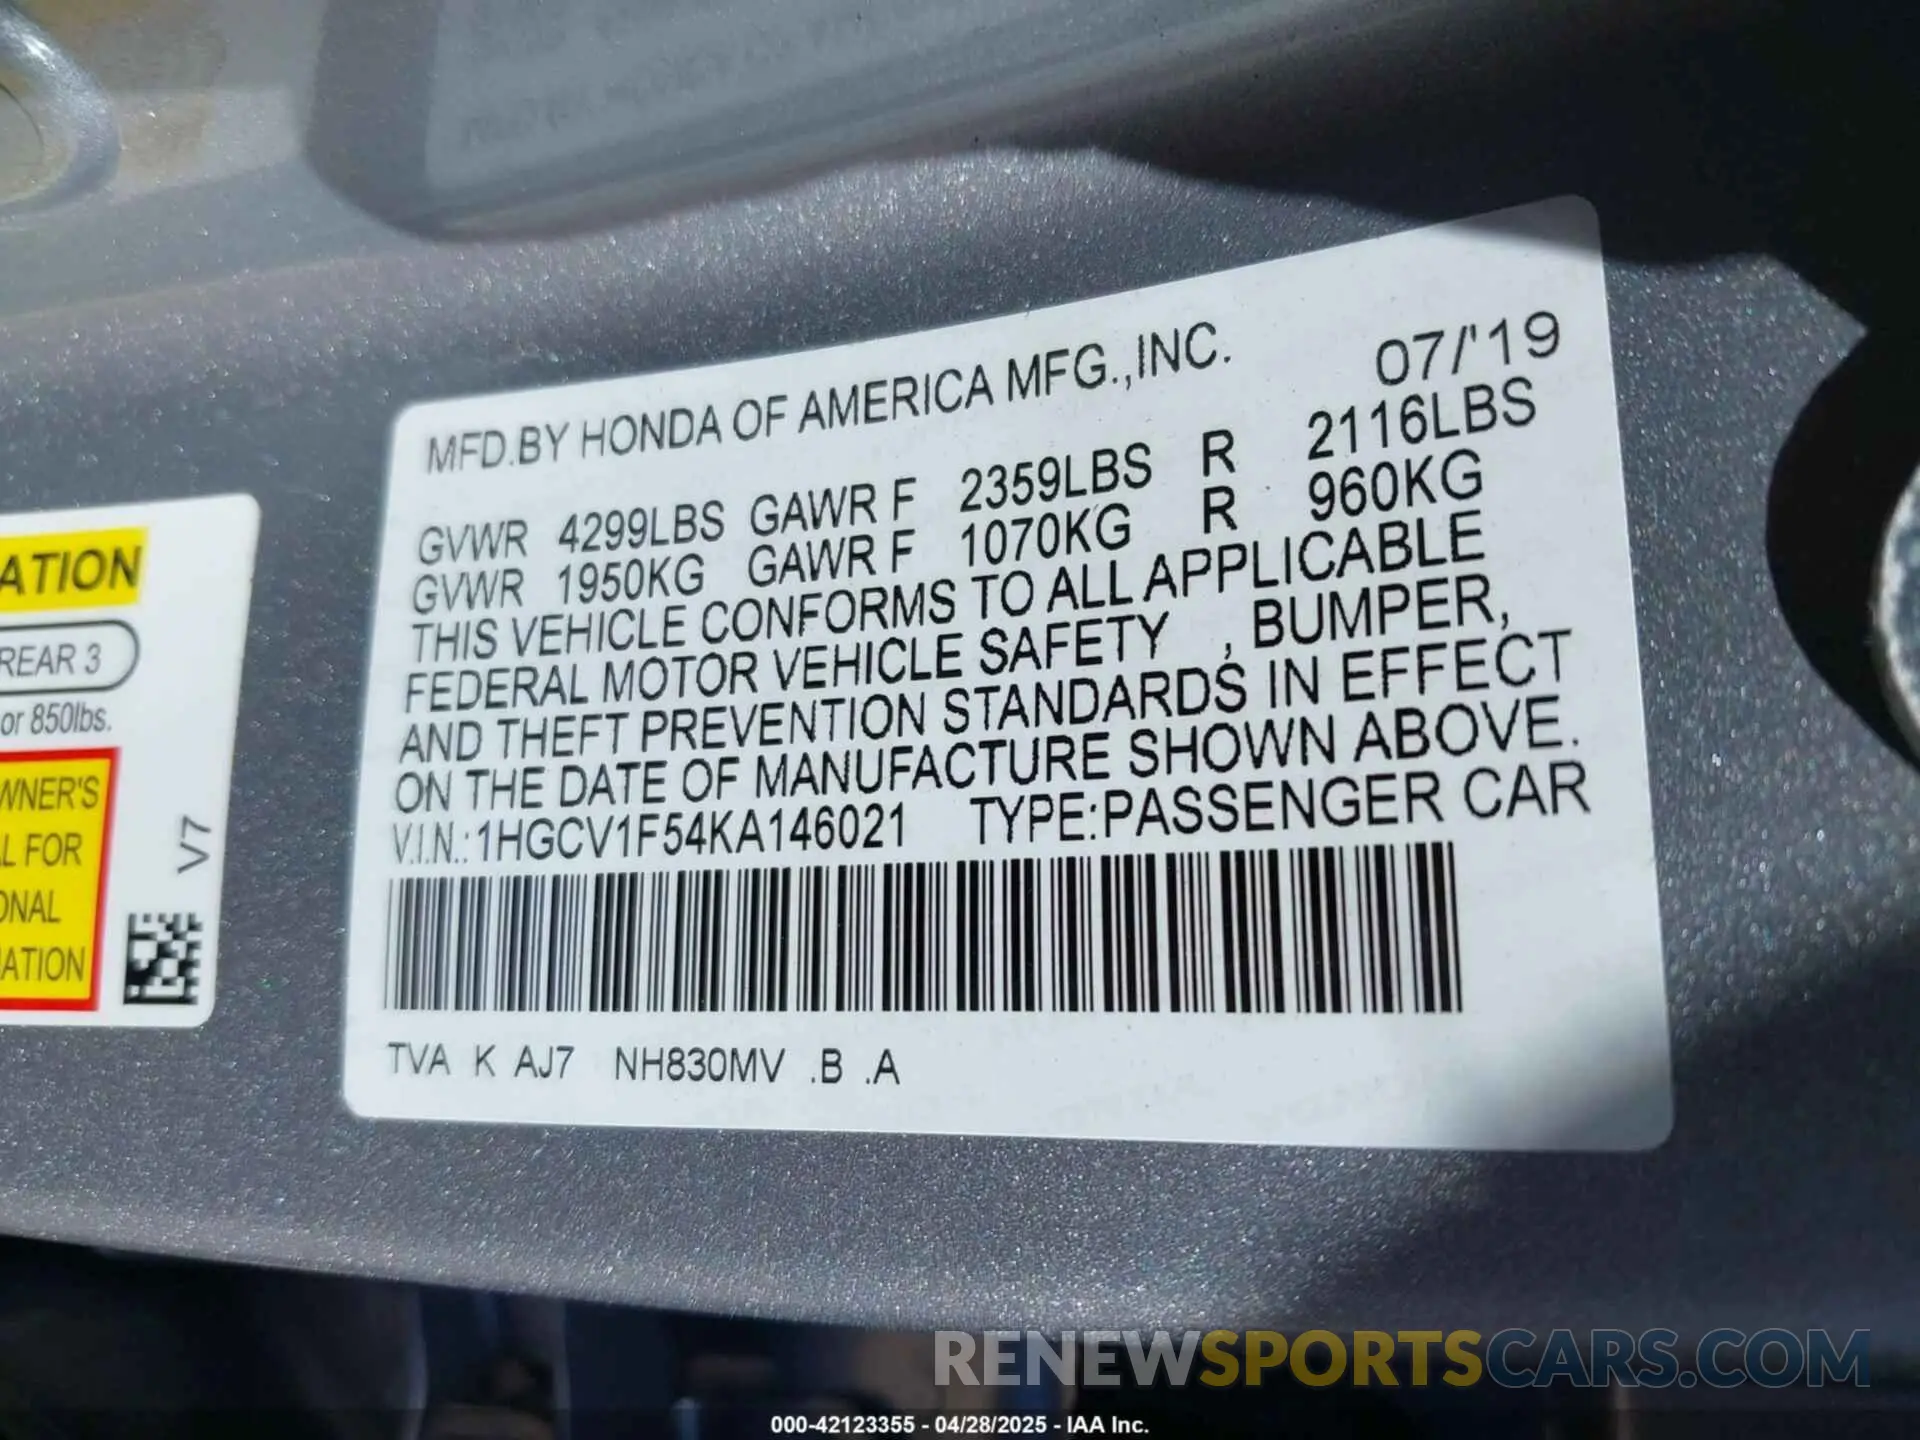 MFD.BY HONDA OF AMERICA MFG.,INC. 07/'19
GVWR 4299LBS GAWR F 2359LBS R 2116LBS
GVWR 1950KG GAWR F 1070KG R 960KG
THIS VEHICLE CONFORMS TO ALL APPLICABLE
FEDERAL MOTOR VEHICLE SAFETY , BUMPER,
AND THEFT PREVENTION STANDARDS IN EFFECT
ON THE DATE OF MANUFACTURE SHOWN ABOVE.
V.I.N.:1HGCV1F54KA146021 TYPE:PASSENGER CAR
TVA K AJ7 NH830MV .B .A
ATION
REAR 3
or 850lbs.
WNER'S
L FOR
ONAL
ATION
V7
RENEWSPORTSCARS.COM
000-42123355 - 04/28/2025 - IAA Inc.